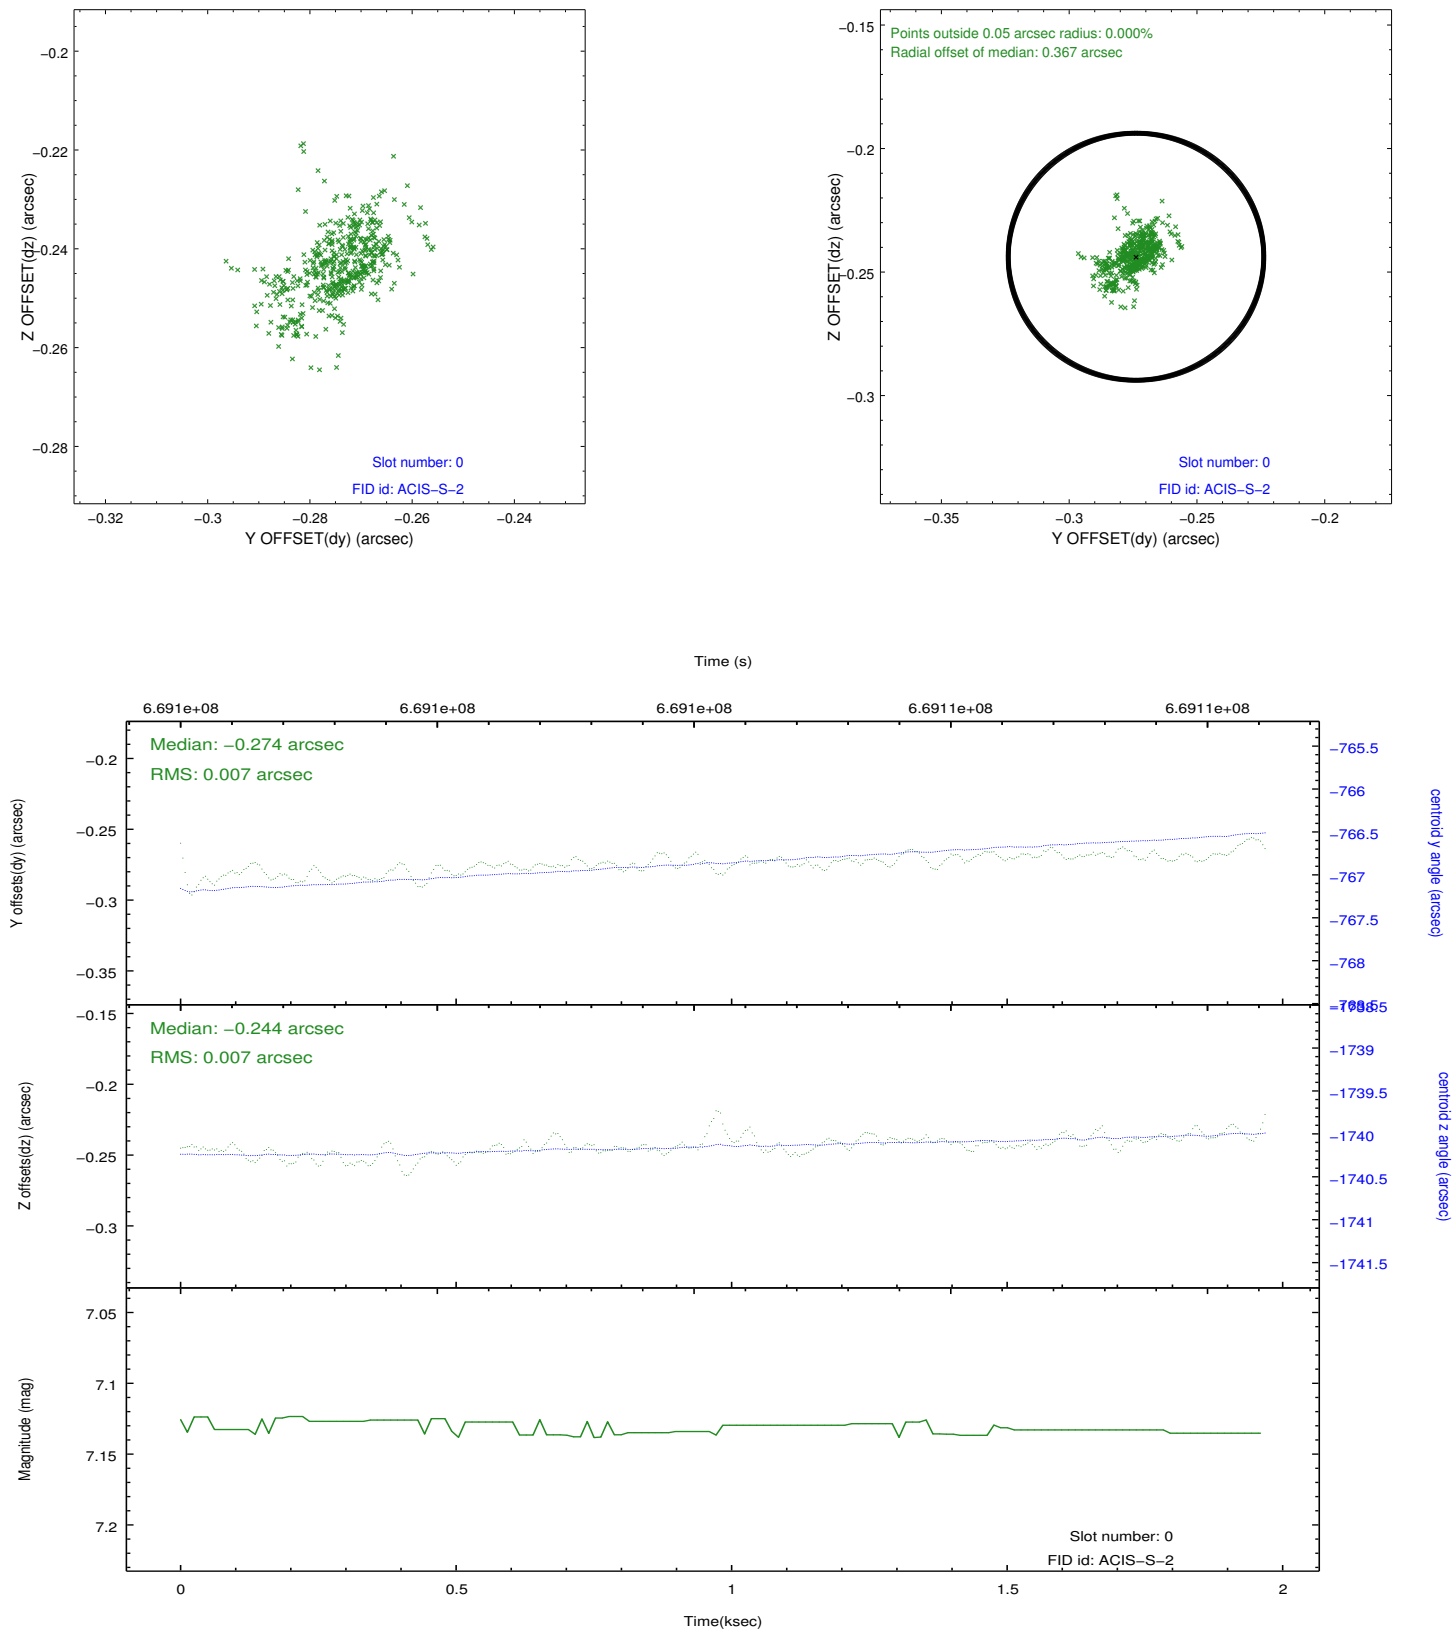 −0.2
−0.22
−0.24
−0.26
−0.28
Z OFFSET(dz) (arcsec)
Slot number: 0
FID id: ACIS−S−2
−0.32
−0.3
−0.28
−0.26
−0.24
Y OFFSET(dy) (arcsec)
Points outside 0.05 arcsec radius: 0.000%
Radial offset of median: 0.367 arcsec
−0.15
−0.2
−0.25
−0.3
Z OFFSET(dz) (arcsec)
Slot number: 0
FID id: ACIS−S−2
−0.35
−0.3
−0.25
−0.2
Y OFFSET(dy) (arcsec)
Time (s)
6.691e+08
6.691e+08
6.691e+08
6.6911e+08
6.6911e+08
Median: −0.274 arcsec
RMS: 0.007 arcsec
−0.2
−0.25
−0.3
−0.35
Y offsets(dy) (arcsec)
−765.5
−766
−766.5
−767
−767.5
−768
−768.5
centroid y angle (arcsec)
Median: −0.244 arcsec
RMS: 0.007 arcsec
−0.15
−0.2
−0.25
−0.3
Z offsets(dz) (arcsec)
−1738.5
−1739
−1739.5
−1740
−1740.5
−1741
−1741.5
centroid z angle (arcsec)
7.05
7.1
7.15
7.2
Magnitude (mag)
Slot number: 0
FID id: ACIS−S−2
0
0.5
1
1.5
2
Time(ksec)